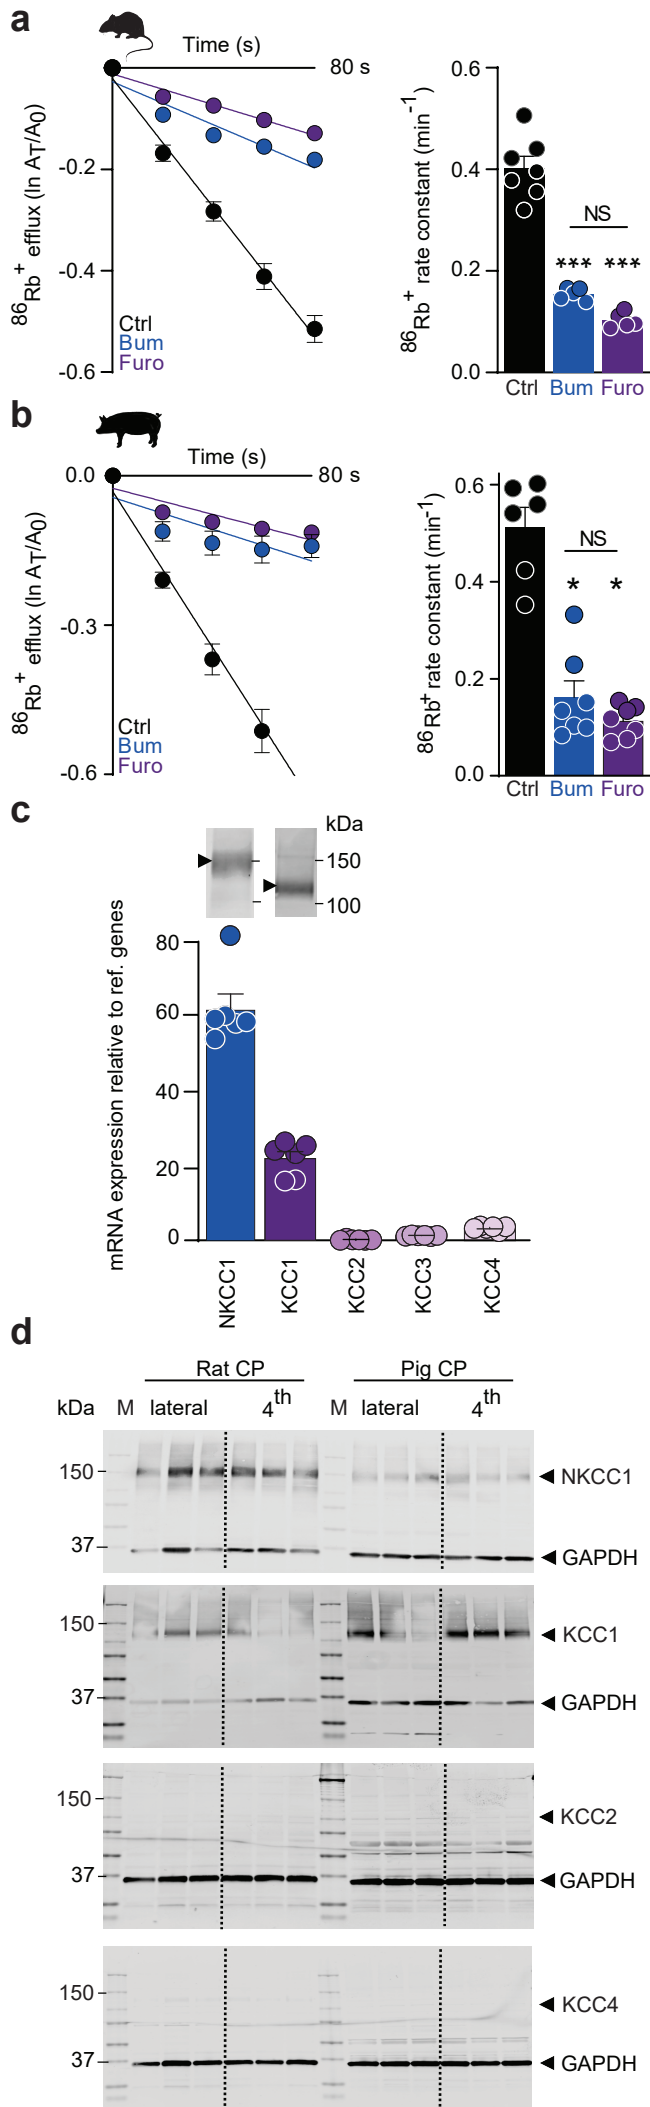 a
Time (s)
80 s
-0.2
-0.4
-0.6
86Rb+ efflux (ln AT/A0)
Ctrl
Bum
Furo
86Rb+ rate constant (min-1)
0.6
0.4
0.2
0.0
NS
*** ***
Ctrl Bum Furo
b
Time (s)
0.0
80 s
-0.3
-0.6
86Rb+ efflux (ln AT/A0)
Ctrl
Bum
Furo
86Rb+ rate constant (min-1)
0.6
0.4
0.2
0.0
NS
* *
Ctrl Bum Furo
c
kDa
150
100
mRNA expression relative to ref. genes
80
60
40
20
0
NKCC1
KCC1
KCC2
KCC3
KCC4
d
Rat CP Pig CP
kDa M lateral 4th M lateral 4th
150 NKCC1
37 GAPDH
150 KCC1
37 GAPDH
150 KCC2
37 GAPDH
150 KCC4
37 GAPDH